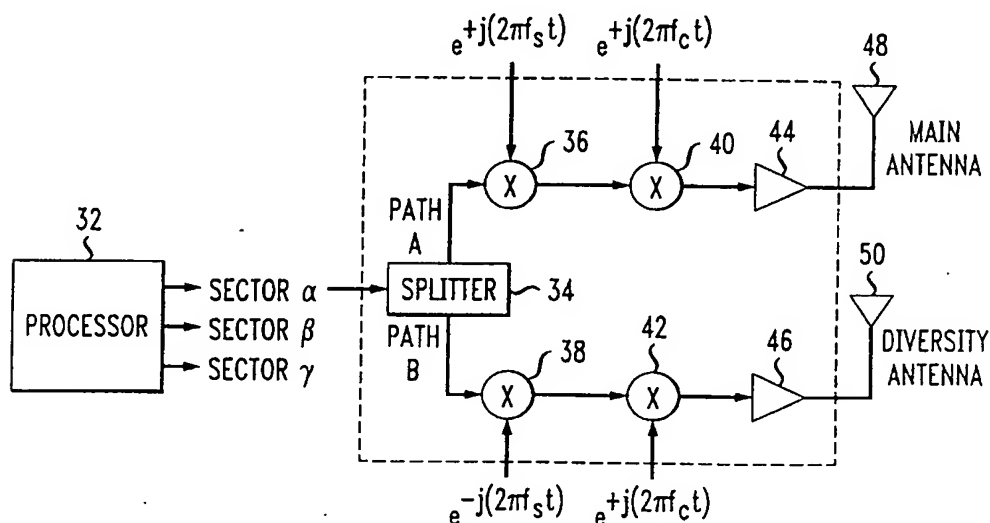 e+j(2πfst) e+j(2πfct)
48
36 40 44
MAIN
ANTENNA
X X
PATH
A
32
50
PROCESSOR
SECTOR α
SECTOR β
SECTOR γ
SPLITTER
34
PATH
B
38 42 46
DIVERSITY
ANTENNA
X X
e-j(2πfst) e+j(2πfct)